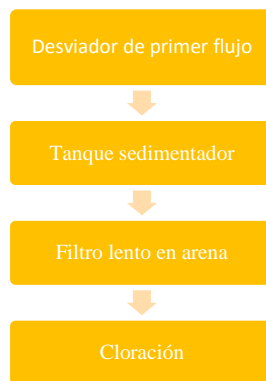 Desviador de primer flujo
Tanque sedimentador
Filtro lento en arena
Cloración